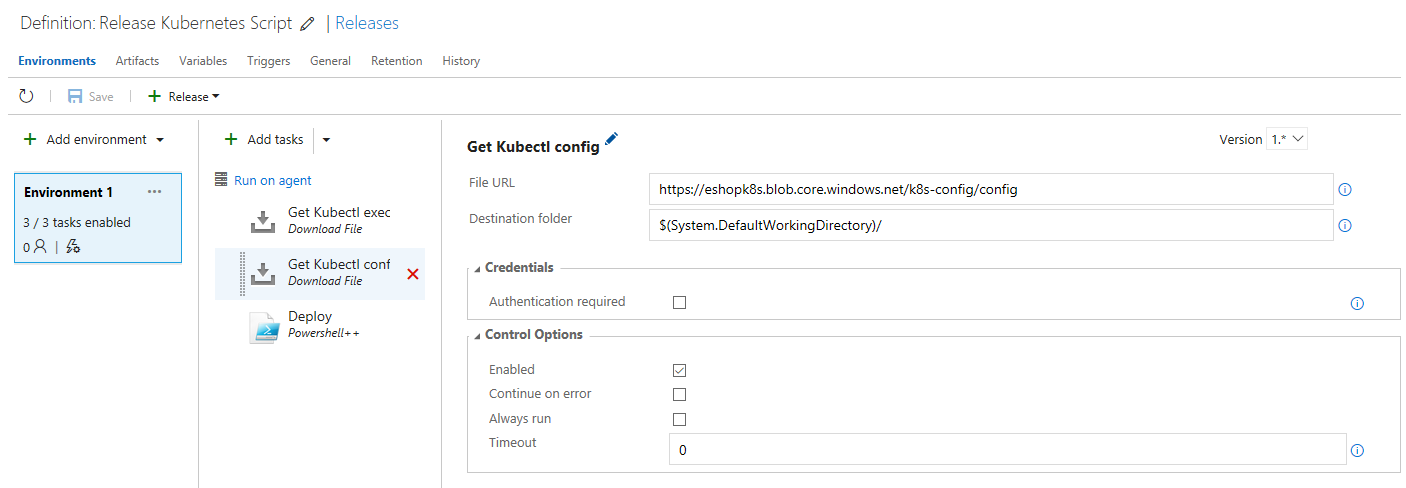 Definition: Release Kubernetes Script | Releases
Environments Artifacts Variables Triggers General Retention History
Save Release
Add environment
Environment 1 ...
3 / 3 tasks enabled
0 |
Add tasks
Run on agent
Get Kubectl exec
Download File
Get Kubectl conf
Download File
Deploy
Powershell++
Get Kubectl config
Version 1.*
File URL https://eshopk8s.blob.core.windows.net/k8s-config/config
Destination folder $(System.DefaultWorkingDirectory)/
Credentials
Authentication required
Control Options
Enabled
Continue on error
Always run
Timeout 0